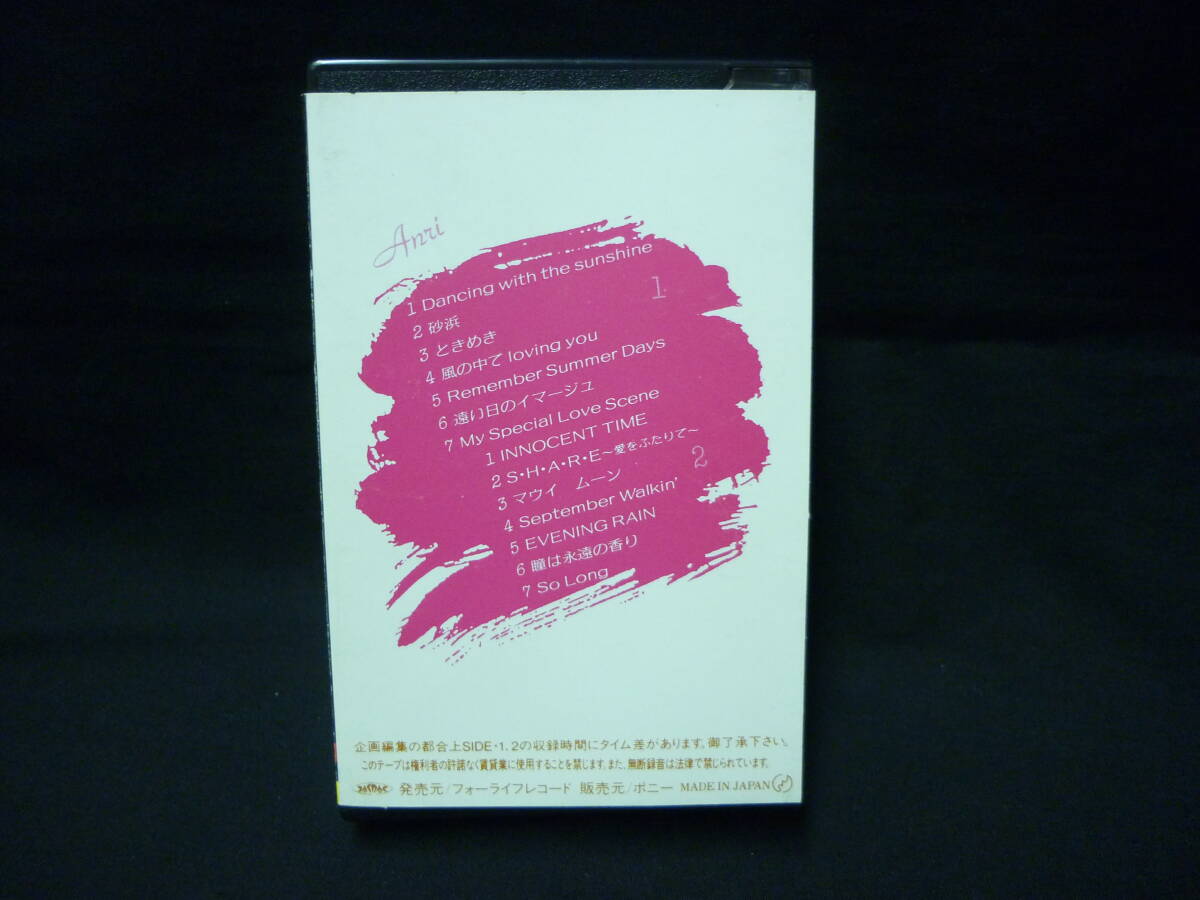 Anri
1 Dancing with the sunshine
1
2 砂浜
3 ときめき
4 風の中で loving you
5 Remember Summer Days
6 遠い日のイマージュ
7 My Special Love Scene
1 INNOCENT TIME
2 S・H・A・R・E〜愛をふたりで〜
2
3 マウイ ムーン
4 September Walkin'
5 EVENING RAIN
6 瞳は永遠の香り
7 So Long
企画編集の都合上SIDE・1, 2の収録時間にタイム差があります。御了承下さい。
このテープは権利者の許諾なく賃貸業に使用することを禁じます。また、無断録音は法律で禁じられています。
JASRAC 発売元/フォーライフレコード 販売元/ポニー MADE IN JAPAN